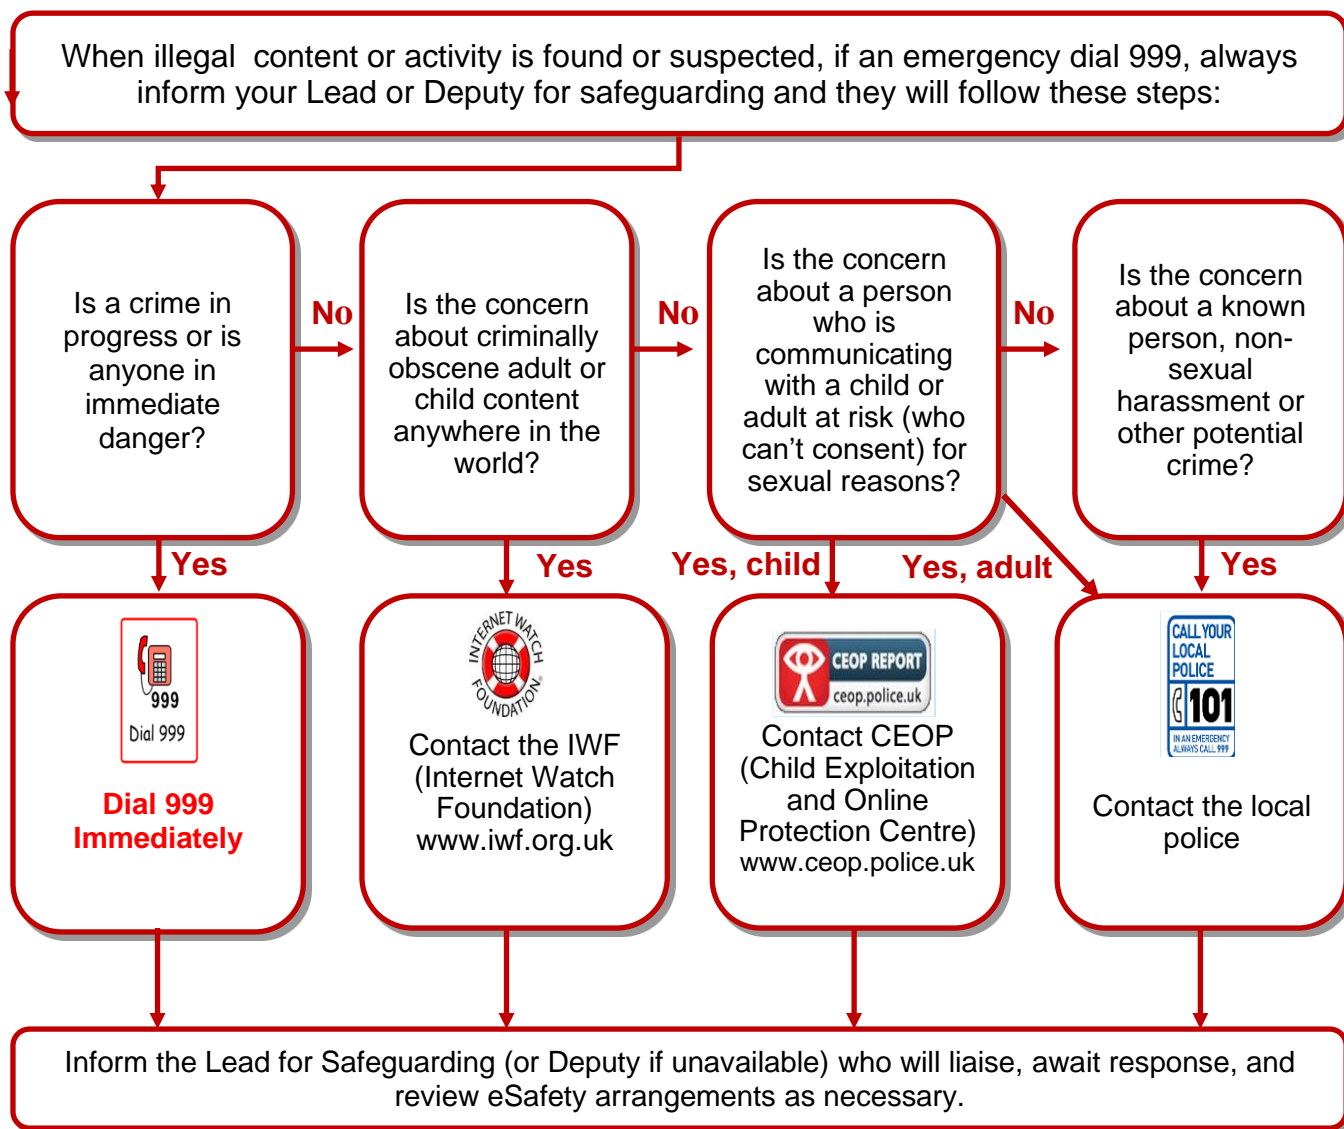 When illegal  content or activity is found or suspected, if an emergency dial 999, always
inform your Lead or Deputy for safeguarding and they will follow these steps:
Is a crime in
progress or is
anyone in
immediate
danger?
No
Is the concern
about criminally
obscene adult or
child content
anywhere in the
world?
No
Is the concern
about a person
who is
communicating
with a child or
adult at risk (who
can’t consent) for
sexual reasons?
No
Is the concern
about a known
person, non-
sexual
harassment or
other potential
crime?
Yes
Yes
Yes, child
Yes, adult
Yes
999
Dial 999
Dial 999
Immediately
INTERNET WATCH
FOUNDATION
Contact the IWF
(Internet Watch
Foundation)
www.iwf.org.uk
CEOP REPORT
ceop.police.uk
Contact CEOP
(Child Exploitation
and Online
Protection Centre)
www.ceop.police.uk
CALL YOUR
LOCAL
POLICE
101
IN AN EMERGENCY
ALWAYS CALL 999
Contact the local
police
Inform the Lead for Safeguarding (or Deputy if unavailable) who will liaise, await response, and
review eSafety arrangements as necessary.